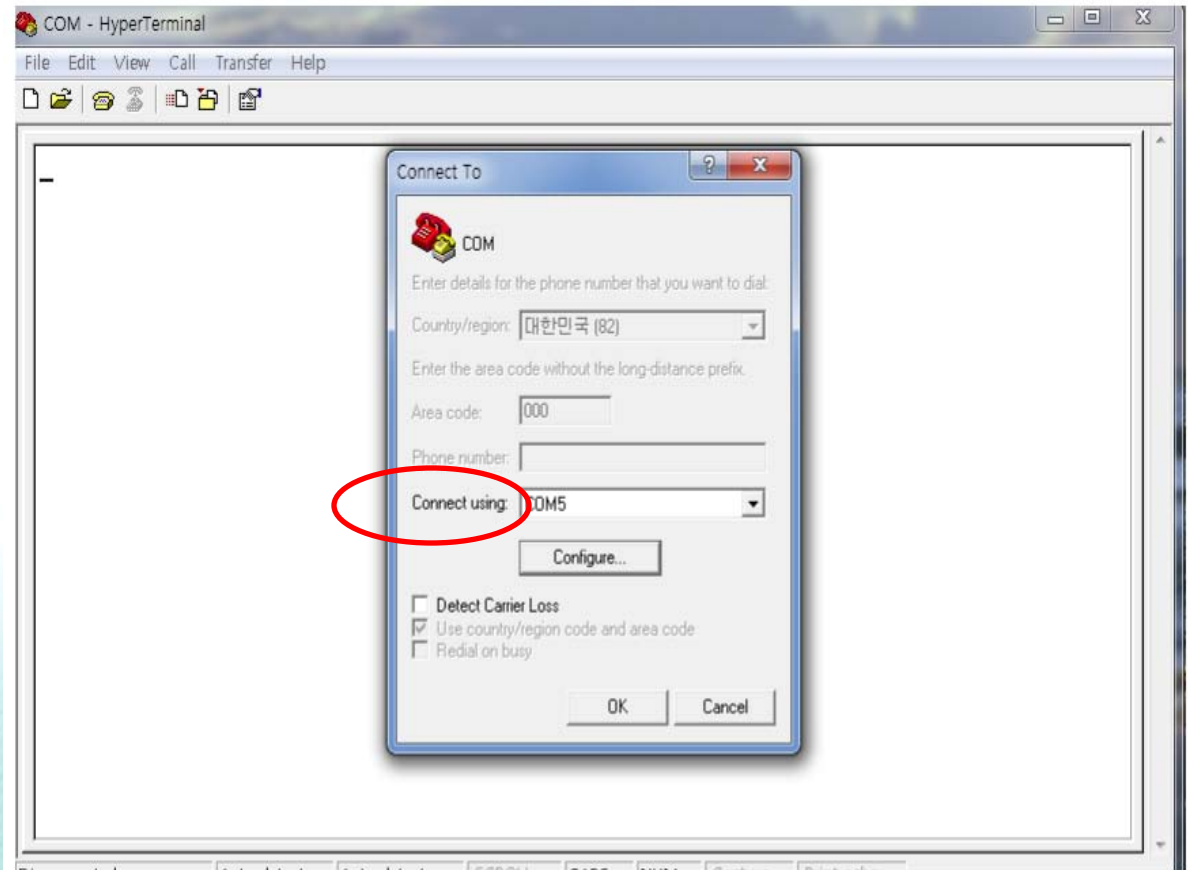 COM - HyperTerminal
File Edit View Call Transfer Help
Connect To
COM
Enter details for the phone number that you want to dial:
Country/region: 대한민국 (82)
Enter the area code without the long-distance prefix.
Area code: 000
Phone number:
Connect using: COM5
Configure...
Detect Carrier Loss
Use country/region code and area code
Redial on busy
OK Cancel